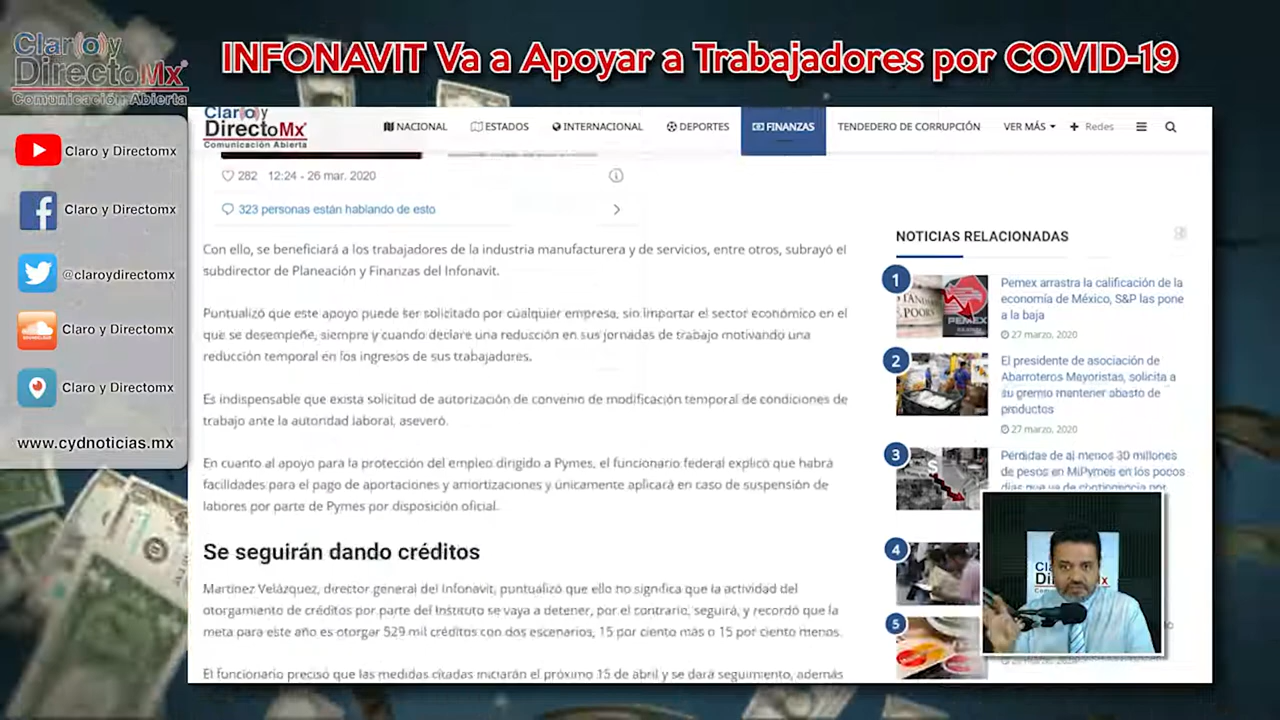 Clar(o)y
DirectoMx
Comunicación Abierta
INFONAVIT Va a Apoyar a Trabajadores por COVID-19
Claro y Directomx
Claro y Directomx
@claroydirectomx
Claro y Directomx
Claro y Directomx
www.cydnoticias.mx
Clar(o)y
DirectoMx
Comunicación Abierta
NACIONAL ESTADOS INTERNACIONAL DEPORTES FINANZAS TENDEDERO DE CORRUPCIÓN VER MÁS Redes
282 12:24 - 26 mar. 2020
323 personas están hablando de esto
Con ello, se beneficiará a los trabajadores de la industria manufacturera y de servicios, entre otros, subrayó el
subdirector de Planeación y Finanzas del Infonavit.
Puntualizó que este apoyo puede ser solicitado por cualquier empresa, sin importar el sector económico en el
que se desempeñe, siempre y cuando declare una reducción en sus jornadas de trabajo motivando una
reducción temporal en los ingresos de sus trabajadores.
Es indispensable que exista solicitud de autorización de convenio de modificación temporal de condiciones de
trabajo ante la autoridad laboral, aseveró.
En cuanto al apoyo para la protección del empleo dirigido a Pymes, el funcionario federal explicó que habrá
facilidades para el pago de aportaciones y amortizaciones y únicamente aplicará en caso de suspensión de
labores por parte de Pymes por disposición oficial.
Se seguirán dando créditos
Martínez Velázquez, director general del Infonavit, puntualizó que ello no significa que la actividad del
otorgamiento de créditos por parte del Instituto se vaya a detener, por el contrario, seguirá, y recordó que la
meta para este año es otorgar 529 mil créditos con dos escenarios, 15 por ciento más o 15 por ciento menos.
El funcionario precisó que las medidas citadas iniciarán el próximo 15 de abril y se dará seguimiento, además
NOTICIAS RELACIONADAS
1
Pemex arrastra la calificación de la
economía de México, S&P las pone
a la baja
27 marzo, 2020
2
El presidente de asociación de
Abarroteros Mayoristas, solicita a
su gremio mantener abasto de
productos
27 marzo, 2020
3
Perdidas de al menos 30 millones
de pesos en MiPymes en los pocos
días que va de contingencia por
4
5